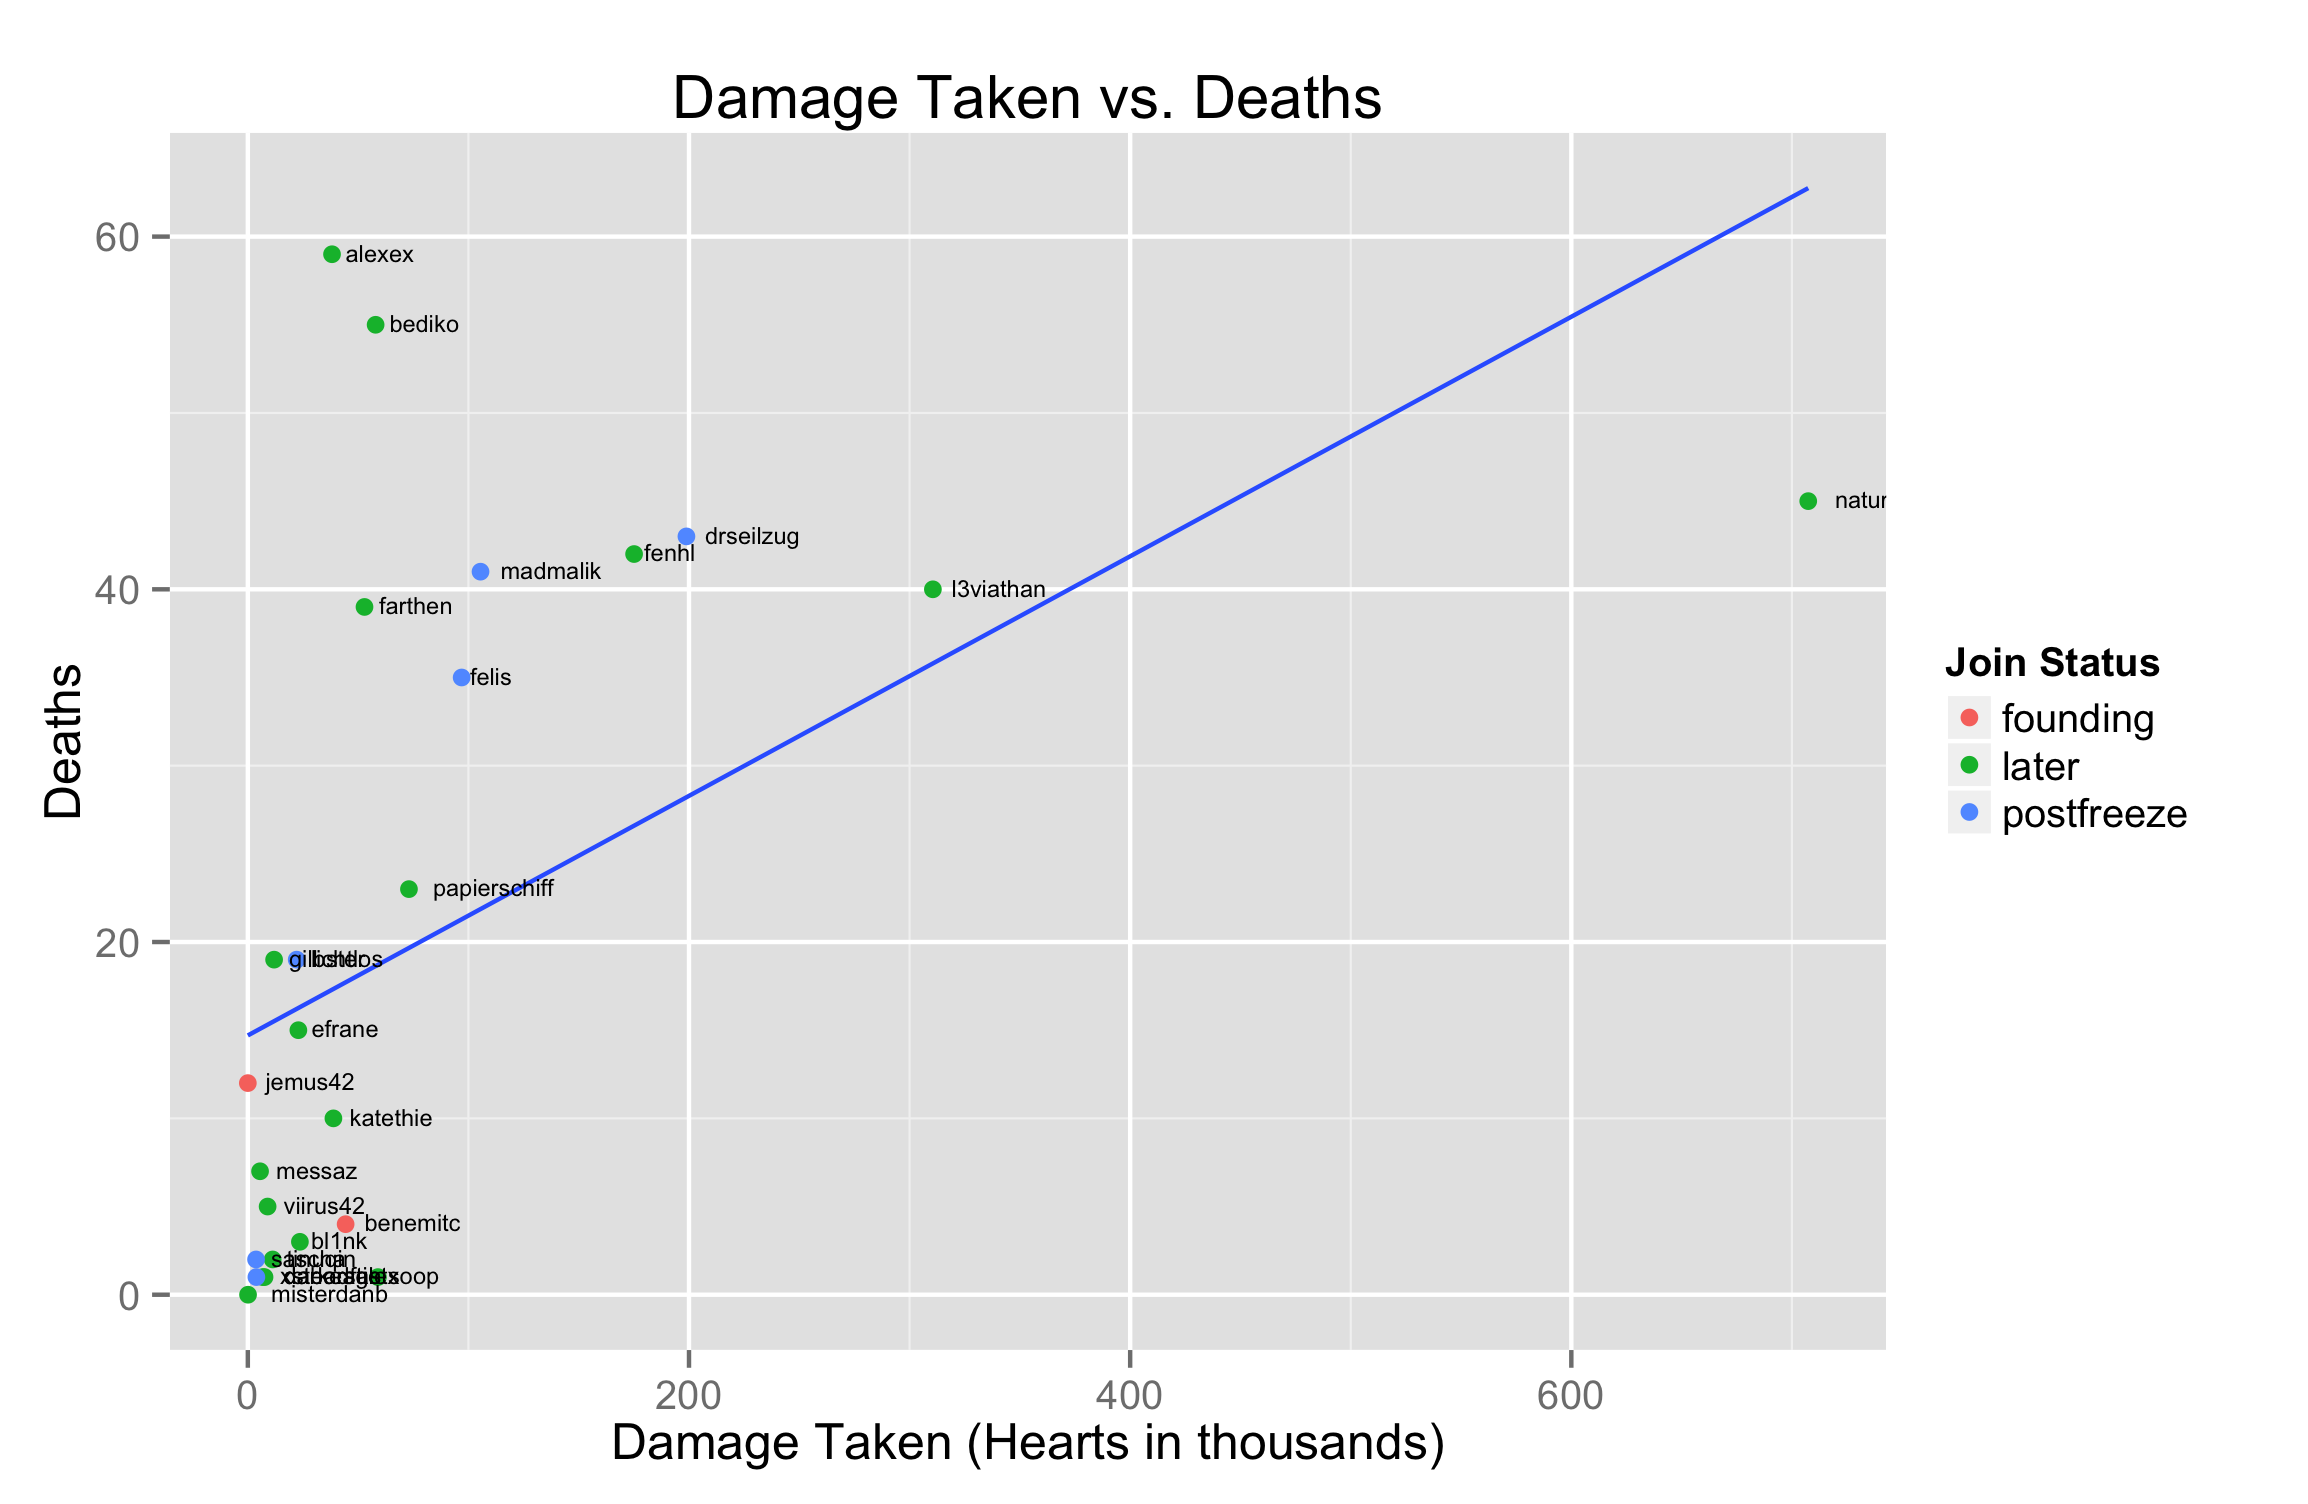 Damage Taken vs. Deaths
60
alexex
bediko
natur
drseilzug
fenhl
madmalik
40
l3viathan
farthen
felis
Deaths
Join Status
founding
later
postfreeze
papierschiff
20
efrane
jemus42
katethie
messaz
viirus42
benemitc
bl1nk
0
misterdanb
0
200
400
600
Damage Taken (Hearts in thousands)